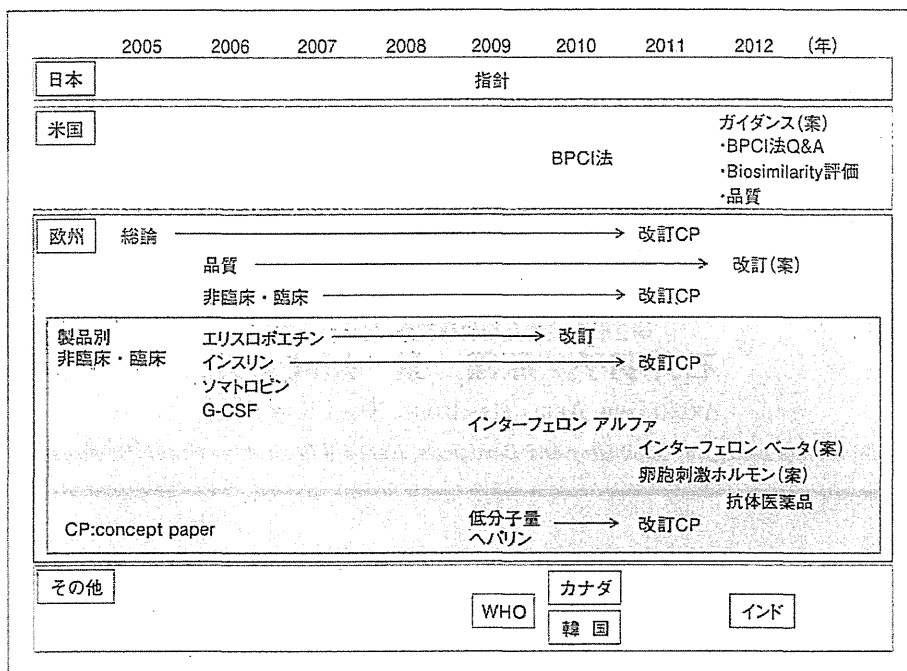 2005 2006 2007 2008 2009 2010 2011 2012 (年)
日本 指針
米国 BPCI法 ガイダンス(案)
・BPCI法Q&A
・Biosimilarity評価
・品質
欧州 総論 → 改訂CP
品質 → 改訂(案)
非臨床・臨床 → 改訂CP
製品別 エリスロポエチン → 改訂
非臨床・臨床 インスリン → 改訂CP
ソマトロピン
G-CSF
インターフェロン アルファ
インターフェロン ベータ(案)
卵胞刺激ホルモン(案)
抗体医薬品
低分子量 → 改訂CP
ヘパリン
CP:concept paper
その他 カナダ
WHO インド
韓国